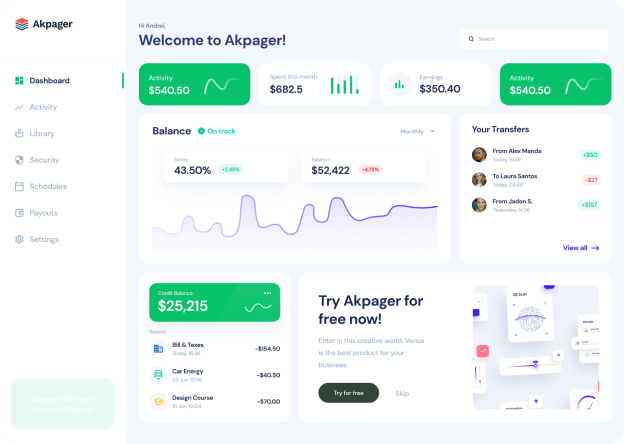 Akpager
Hi Andrei,
Welcome to Akpager!
Search
Dashboard
Activity
Library
Security
Schedules
Payouts
Settings
Activity
$540.50
Spent this month
$682.5
Earnings
$350.40
Activity
$540.50
Balance
On track
Monthly
43.50%
+2.45%
Balance
$52,422
-4.75%
Your Transfers
From Alex Manda
Today, 16:36
+$50
To Laura Santos
Today, 08:49
-$27
From Jadon S.
Yesterday, 14:36
+$157
View all
Credit Balance
$25,215
Recent
Bill & Taxes
Today, 16:36
-$154.50
Car Energy
23 Jun, 13:06
-$40.50
Design Course
21 Jun, 19:04
-$70.00
Try Akpager for
free now!
Enter in this creative world. Venus
is the best product for your
business.
Try for free
Skip
QR Scan